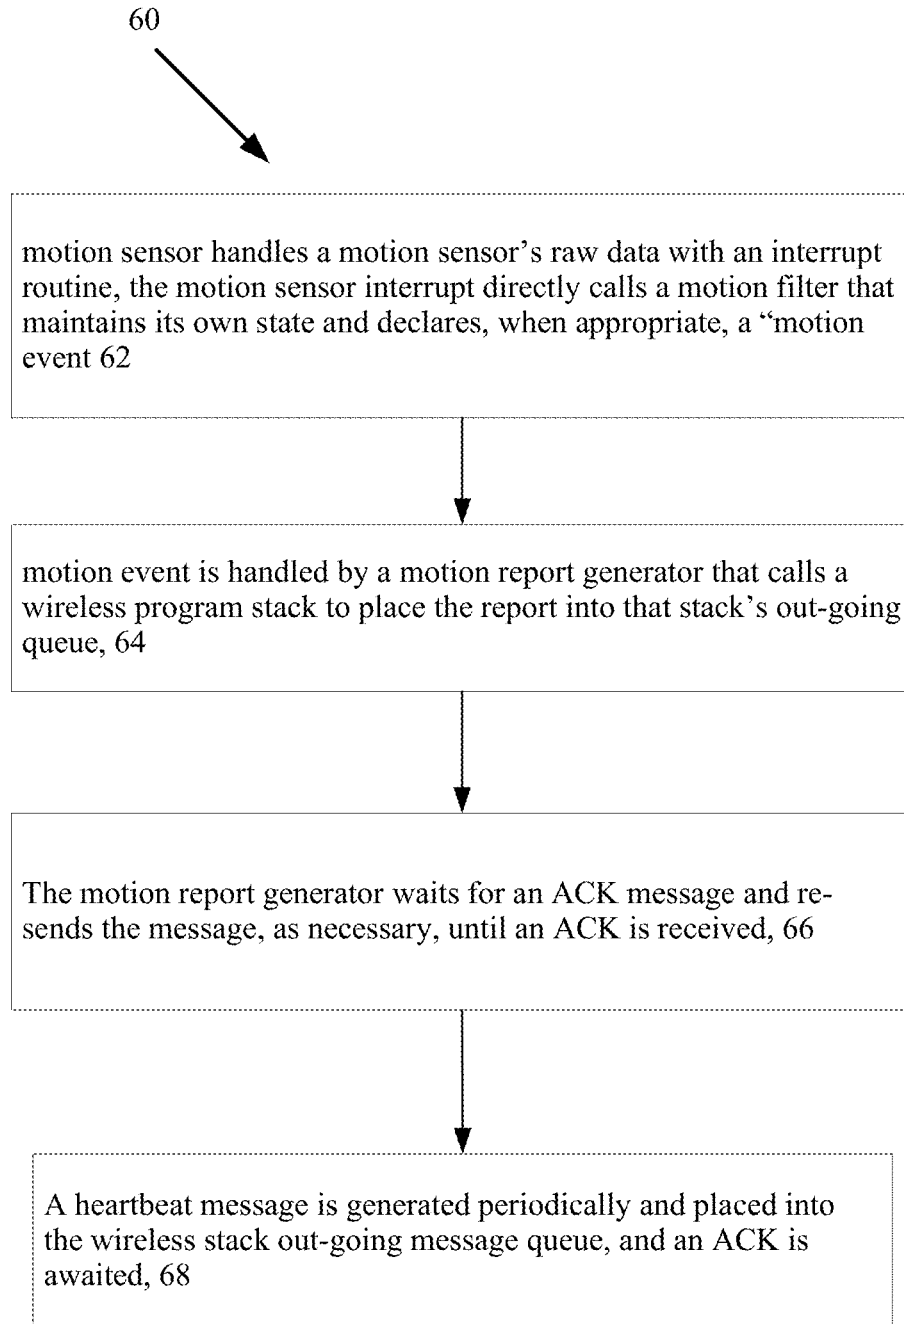 60
motion sensor handles a motion sensor’s raw data with an interrupt
routine, the motion sensor interrupt directly calls a motion filter that
maintains its own state and declares, when appropriate, a “motion
event 62
motion event is handled by a motion report generator that calls a
wireless program stack to place the report into that stack’s out-going
queue, 64
The motion report generator waits for an ACK message and re-
sends the message, as necessary, until an ACK is received, 66
A heartbeat message is generated periodically and placed into
the wireless stack out-going message queue, and an ACK is
awaited, 68